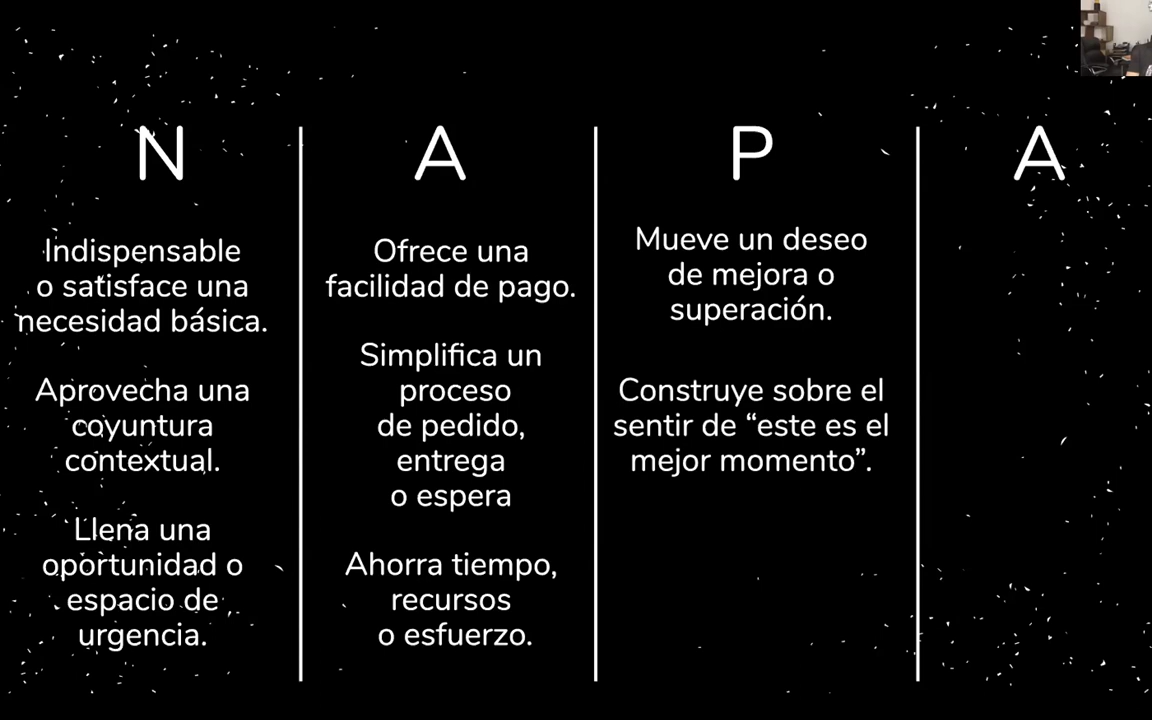 N
Indispensable
o satisface una
necesidad básica.
Aprovecha una
coyuntura
contextual.
Llena una
oportunidad o
espacio de
urgencia.
A
Ofrece una
facilidad de pago.
Simplifica un
proceso
de pedido,
entrega
o espera
Ahorra tiempo,
recursos
o esfuerzo.
P
Mueve un deseo
de mejora o
superación.
Construye sobre el
sentir de “este es el
mejor momento”.
A